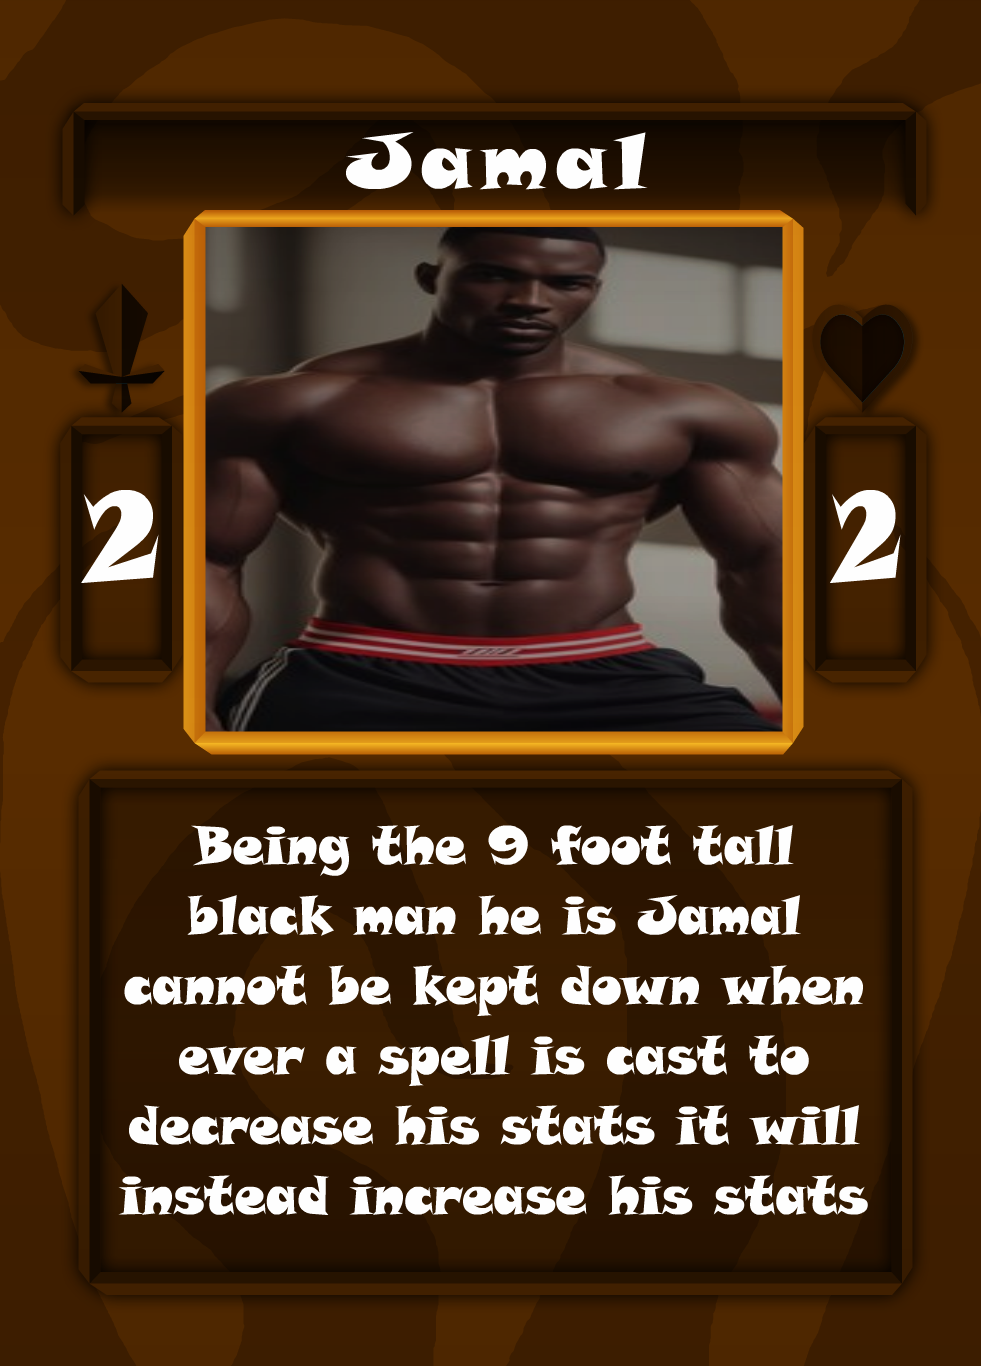 Jamal
2
2
Being the 9 foot tall
black man he is Jamal
cannot be kept down when
ever a spell is cast to
decrease his stats it will
instead increase his stats